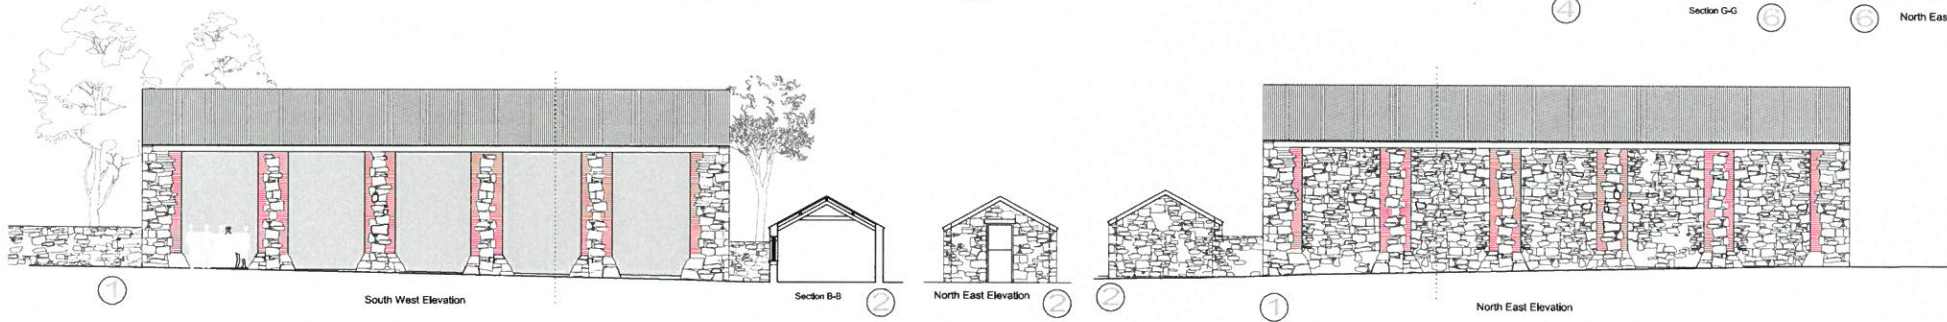 4
Section G-G
6
6
North Eas
1
South West Elevation
Section B-B
2
North East Elevation
2
2
1
North East Elevation